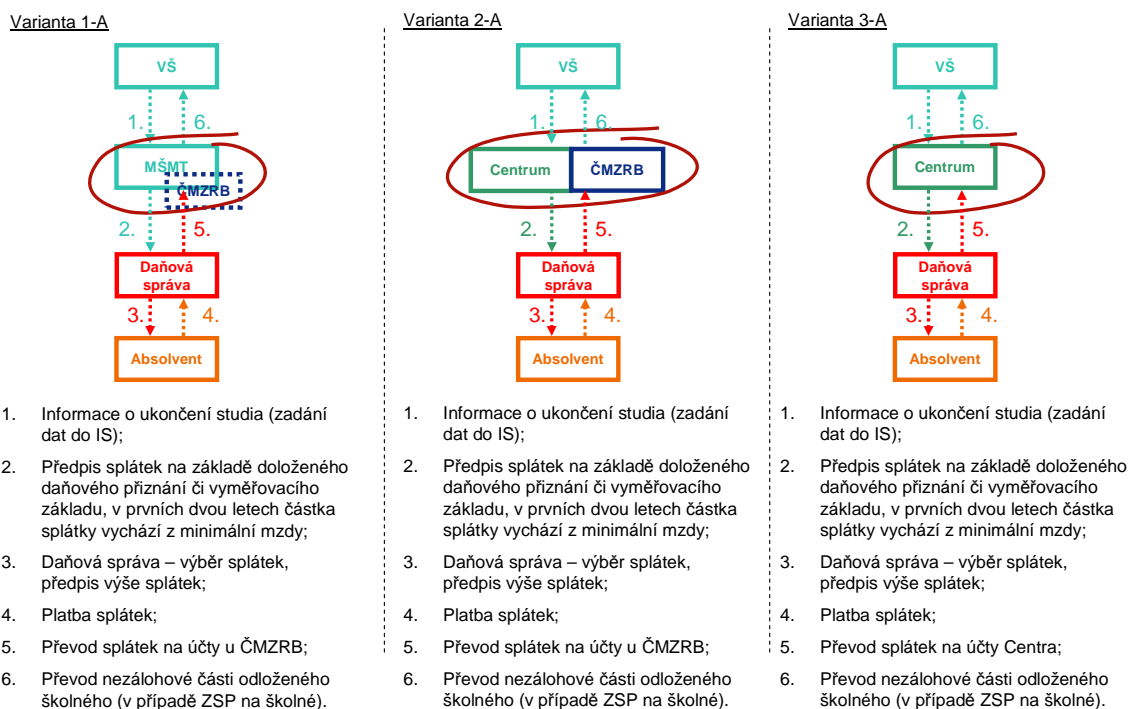 Varianta 1-A
VŠ
1.
6.
MŠMT
ČMZRB
2.
5.
Daňová
správa
3.
4.
Absolvent
1. Informace o ukončení studia (zadání
dat do IS);
2. Předpis splátek na základě doloženého
daňového přiznání či vyměřovacího
základu, v prvních dvou letech částka
splátky vychází z minimální mzdy;
3. Daňová správa – výběr splátek,
předpis výše splátek;
4. Platba splátek;
5. Převod splátek na účty u ČMZRB;
6. Převod nezálohové části odloženého
školného (v případě ZSP na školné).
Varianta 2-A
VŠ
1.
6.
Centrum
ČMZRB
2.
5.
Daňová
správa
3.
4.
Absolvent
1. Informace o ukončení studia (zadání
dat do IS);
2. Předpis splátek na základě doloženého
daňového přiznání či vyměřovacího
základu, v prvních dvou letech částka
splátky vychází z minimální mzdy;
3. Daňová správa – výběr splátek,
předpis výše splátek;
4. Platba splátek;
5. Převod splátek na účty u ČMZRB;
6. Převod nezálohové části odloženého
školného (v případě ZSP na školné).
Varianta 3-A
VŠ
1.
6.
Centrum
2.
5.
Daňová
správa
3.
4.
Absolvent
1. Informace o ukončení studia (zadání
dat do IS);
2. Předpis splátek na základě doloženého
daňového přiznání či vyměřovacího
základu, v prvních dvou letech částka
splátky vychází z minimální mzdy;
3. Daňová správa – výběr splátek,
předpis výše splátek;
4. Platba splátek;
5. Převod splátek na účty Centra;
6. Převod nezálohové části odloženého
školného (v případě ZSP na školné).